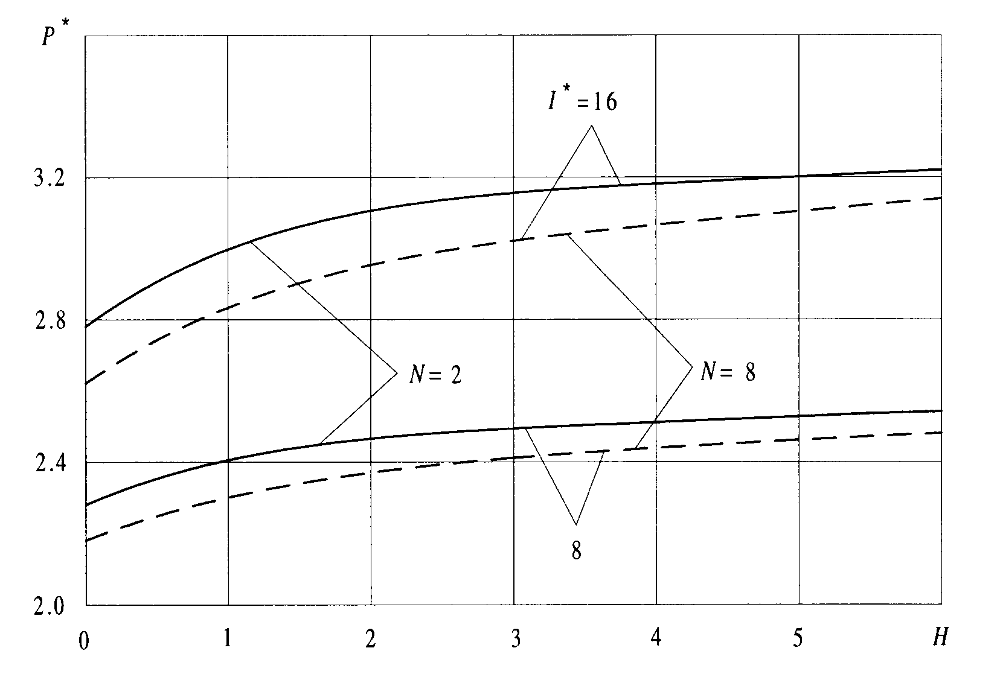 P*
I* = 16
3.2
2.8
N = 2
N = 8
2.4
8
2.0
0 1 2 3 4 5 H